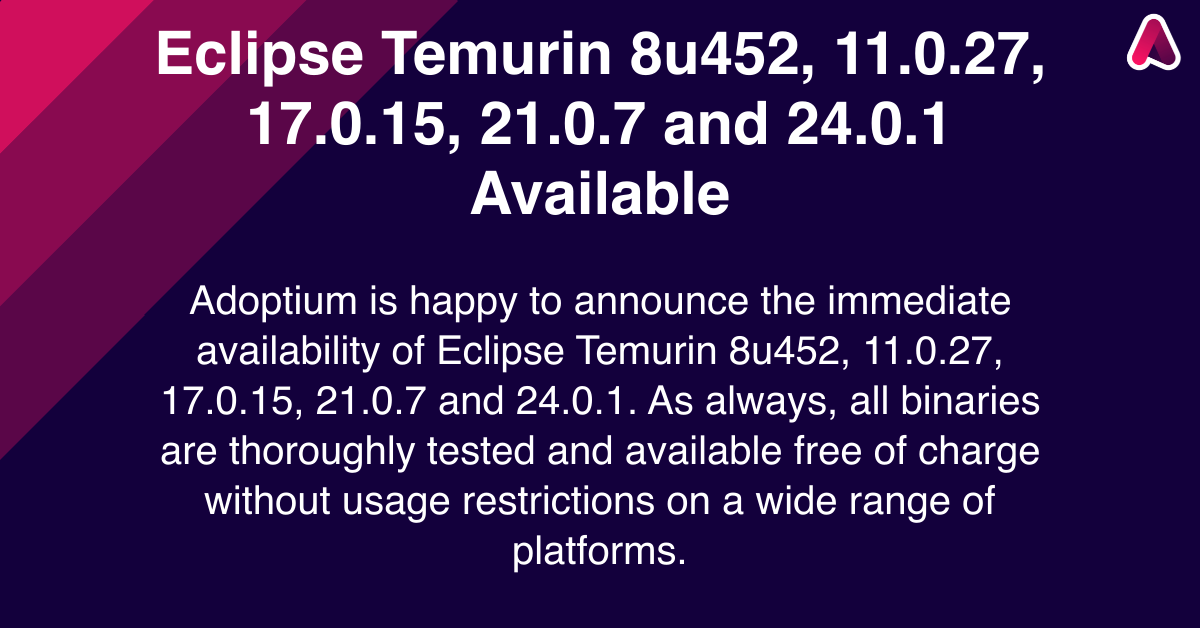 Eclipse Temurin 8u452, 11.0.27,
17.0.15, 21.0.7 and 24.0.1
Available
Adoptium is happy to announce the immediate
availability of Eclipse Temurin 8u452, 11.0.27,
17.0.15, 21.0.7 and 24.0.1. As always, all binaries
are thoroughly tested and available free of charge
without usage restrictions on a wide range of
platforms.